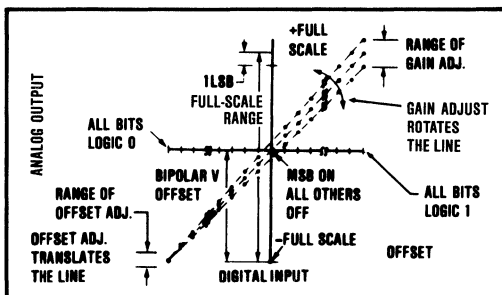 +FULL
SCALE
RANGE OF
GAIN ADJ.
1LSB
FULL-SCALE
RANGE
GAIN ADJUST
ROTATES
THE LINE
ANALOG OUTPUT
ALL BITS
LOGIC 0
BIPOLAR V
OFFSET
MSB ON
ALL OTHERS
OFF
ALL BITS
LOGIC 1
RANGE OF
OFFSET ADJ.
OFFSET ADJ.
TRANSLATES
THE LINE
-FULL SCALE
OFFSET
DIGITAL INPUT